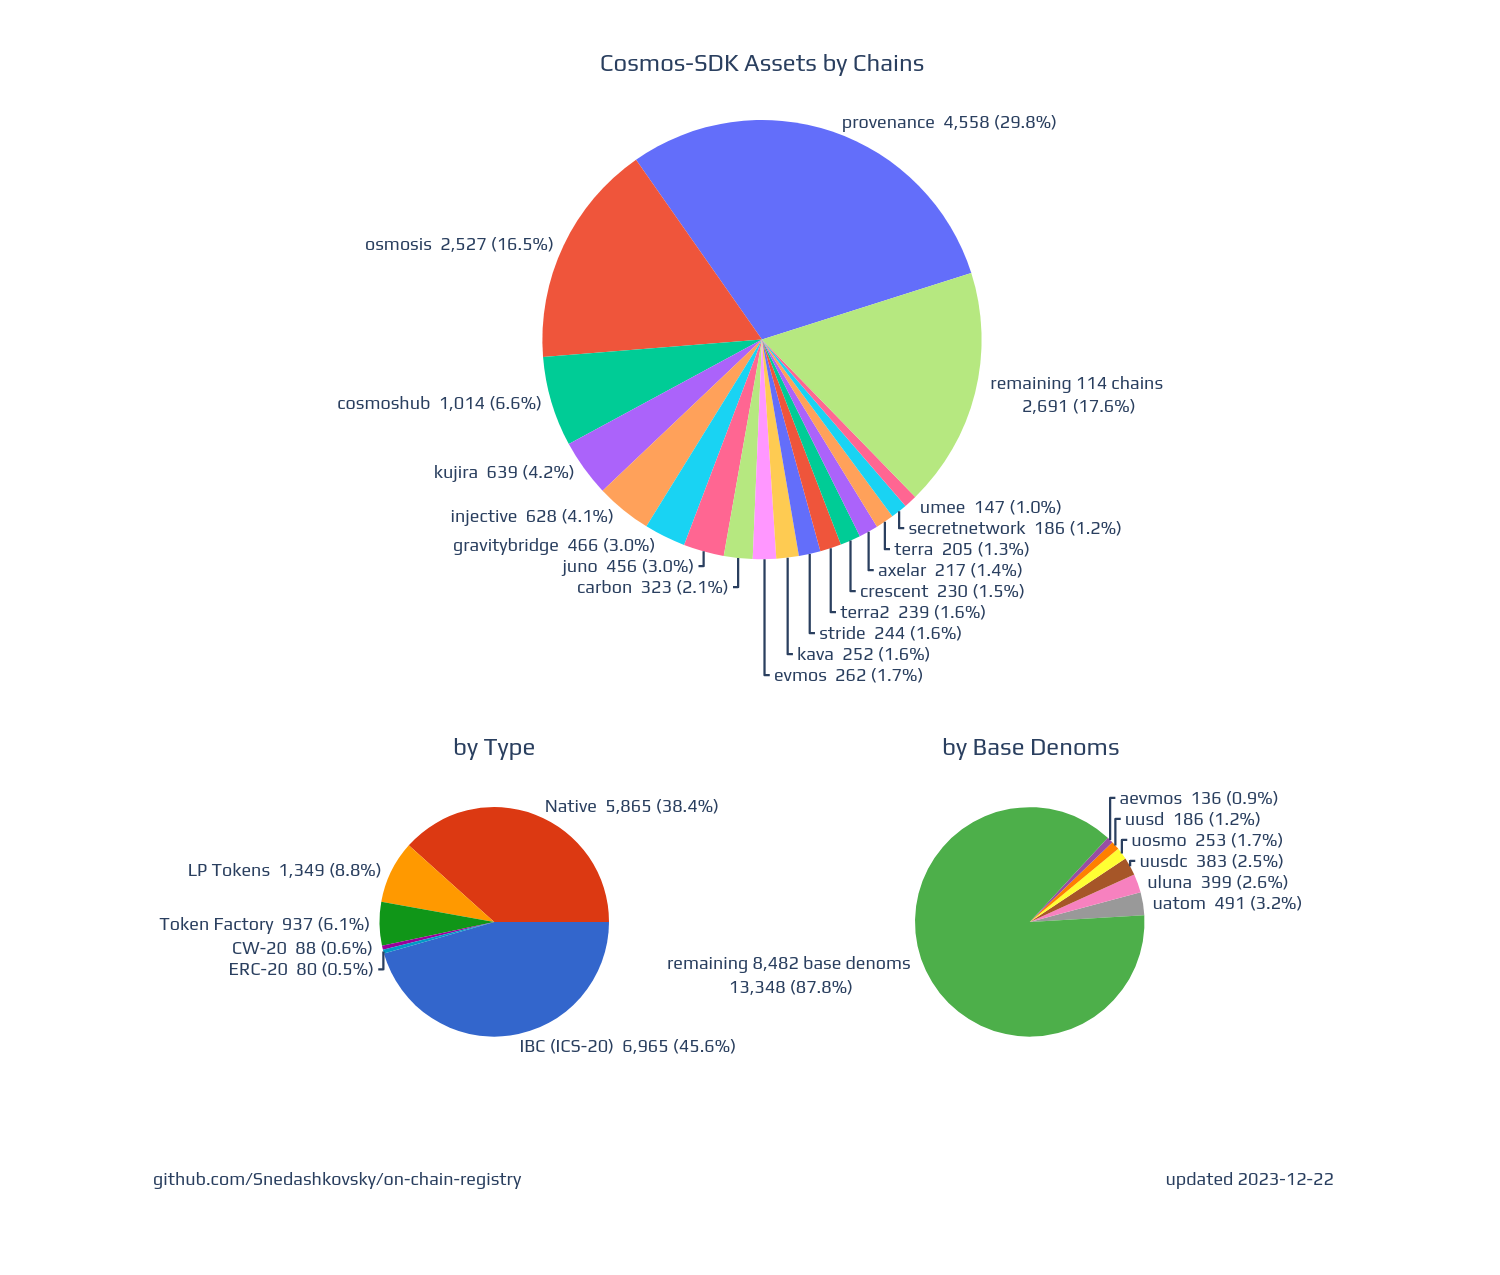 Cosmos-SDK Assets by Chains
provenance 4,558 (29.8%)
osmosis 2,527 (16.5%)
remaining 114 chains
2,691 (17.6%)
cosmoshub 1,014 (6.6%)
kujira 639 (4.2%)
injective 628 (4.1%)
gravitybridge 466 (3.0%)
juno 456 (3.0%)
carbon 323 (2.1%)
umee 147 (1.0%)
secretnetwork 186 (1.2%)
terra 205 (1.3%)
axelar 217 (1.4%)
crescent 230 (1.5%)
terra2 239 (1.6%)
stride 244 (1.6%)
kava 252 (1.6%)
evmos 262 (1.7%)
by Type
Native 5,865 (38.4%)
LP Tokens 1,349 (8.8%)
Token Factory 937 (6.1%)
CW-20 88 (0.6%)
ERC-20 80 (0.5%)
IBC (ICS-20) 6,965 (45.6%)
by Base Denoms
aevmos 136 (0.9%)
uusd 186 (1.2%)
uosmo 253 (1.7%)
uusdc 383 (2.5%)
uluna 399 (2.6%)
uatom 491 (3.2%)
remaining 8,482 base denoms
13,348 (87.8%)
github.com/Snedashkovsky/on-chain-registry
updated 2023-12-22